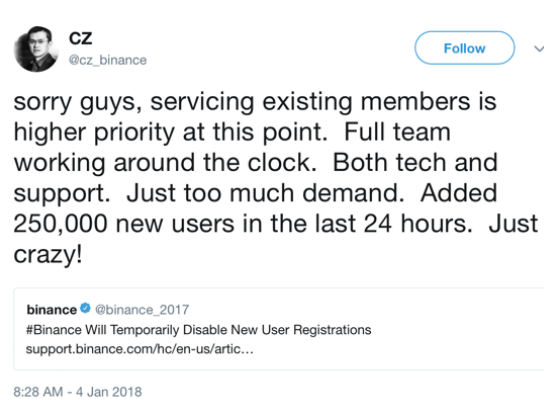 CZ
@cz_binance
Follow
sorry guys, servicing existing members is
higher priority at this point.  Full team
working around the clock.  Both tech and
support.  Just too much demand.  Added
250,000 new users in the last 24 hours.  Just
crazy!
binance @binance_2017
#Binance Will Temporarily Disable New User Registrations
support.binance.com/hc/en-us/artic…
8:28 AM - 4 Jan 2018